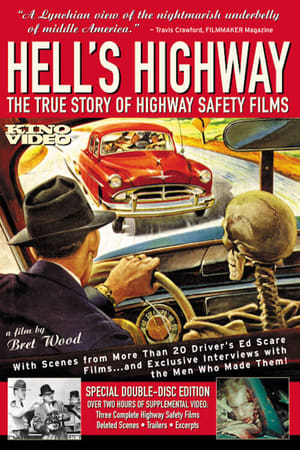 “A Lynchian view of the nightmarish underbelly
of middle America.” – Travis Crawford, FILMMAKER Magazine
HELL'S HIGHWAY
THE TRUE STORY OF HIGHWAY SAFETY FILMS
KINO
VIDEO
a film by
Bret Wood
With Scenes from More Than 20 Driver's Ed Scare
Films...and Exclusive Interviews with
the Men Who Made Them!
SPECIAL DOUBLE-DISC EDITION
OVER TWO HOURS OF SUPPLEMENTAL VIDEO:
Three Complete Highway Safety Films
Deleted Scenes • Trailers • Excerpts